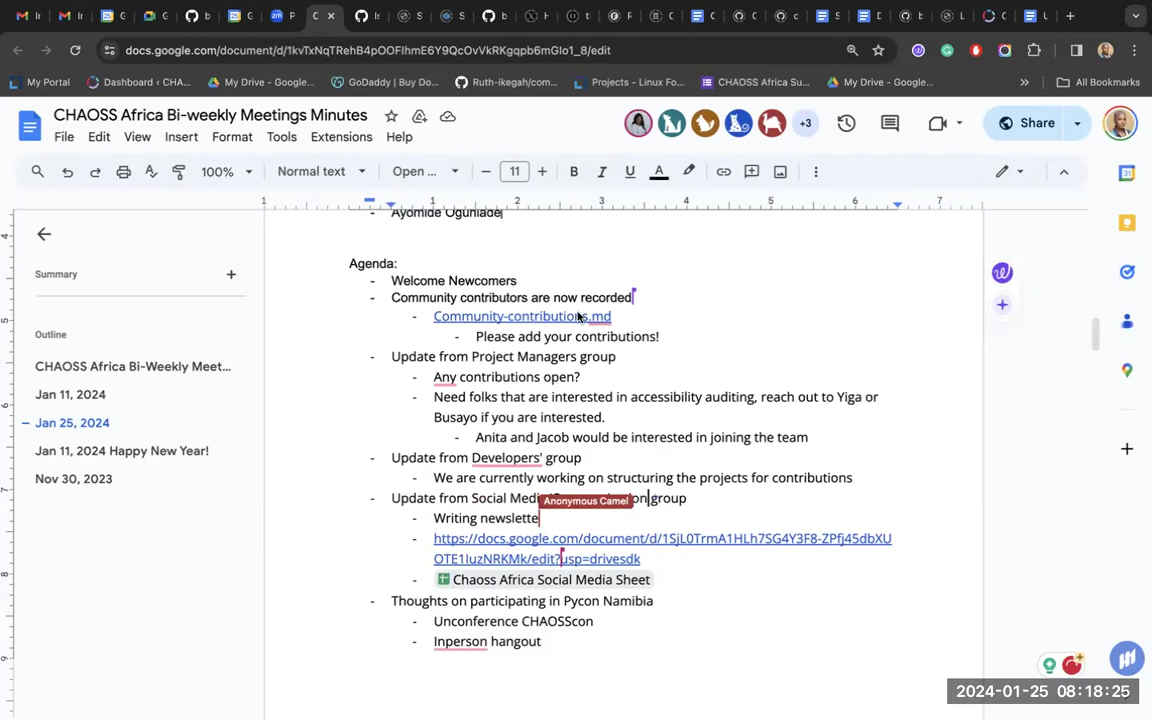 docs.google.com/document/d/1kvTxNqTRehB4pOOFIhmE6Y9QcOvVkRKgqpb6mGlo1_8/edit
My Portal
Dashboard ‹ CHA...
My Drive - Google...
GoDaddy | Buy Do...
Ruth-ikegah/com...
Projects - Linux Fo...
CHAOSS Africa Su...
My Drive - Google...
All Bookmarks
CHAOSS Africa Bi-weekly Meetings Minutes
File Edit View Insert Format Tools Extensions Help
+3
Share
100%
Normal text
Open ...
11
Ayomide Ogunlade
Summary
Outline
CHAOSS Africa Bi-Weekly Meet...
Jan 11, 2024
Jan 25, 2024
Jan 11, 2024 Happy New Year!
Nov 30, 2023
Agenda:
- Welcome Newcomers
- Community contributors are now recorded
- Community-contributions.md
- Please add your contributions!
- Update from Project Managers group
- Any contributions open?
- Need folks that are interested in accessibility auditing, reach out to Yiga or
Busayo if you are interested.
- Anita and Jacob would be interested in joining the team
- Update from Developers' group
- We are currently working on structuring the projects for contributions
- Update from Social Media group
Anonymous Camel
- Writing newslette
- https://docs.google.com/document/d/1SjL0TrmA1HLh7SG4Y3F8-ZPfj45dbXU
OTE1IuzNRKMk/edit?usp=drivesdk
- Chaoss Africa Social Media Sheet
- Thoughts on participating in Pycon Namibia
- Unconference CHAOSScon
- Inperson hangout
2024-01-25 08:18:25